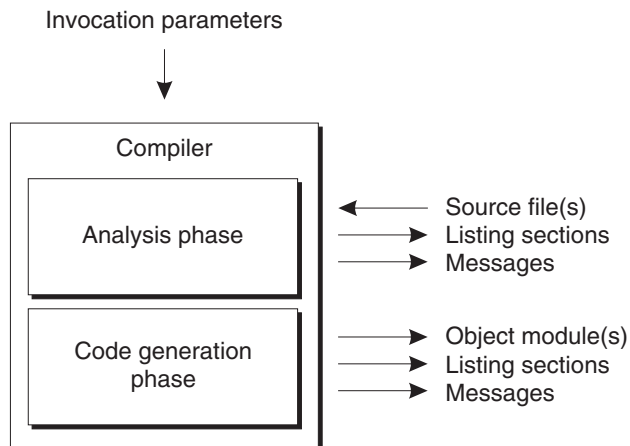 Invocation parameters
Compiler
Analysis phase
Source file(s)
Listing sections
Messages
Code generation
phase
Object module(s)
Listing sections
Messages